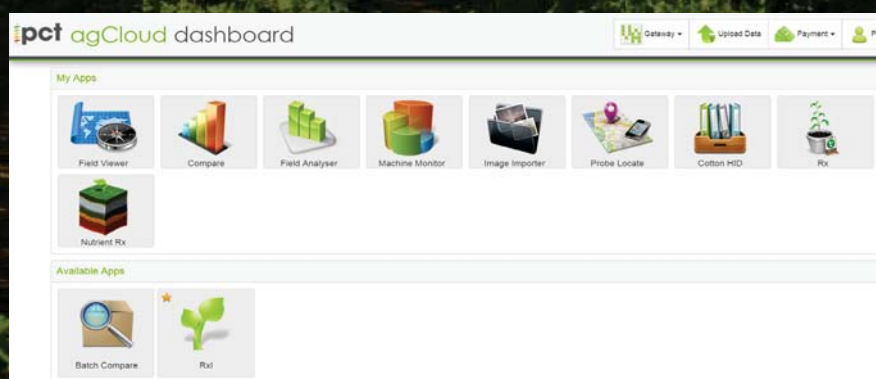 pct agCloud dashboard
Gateway
Upload Data
Payment
P
My Apps
Field Viewer
Compare
Field Analyser
Machine Monitor
Image Importer
Probe Locate
Cotton HID
Rx
Nutrient Rx
Available Apps
Batch Compare
RxI